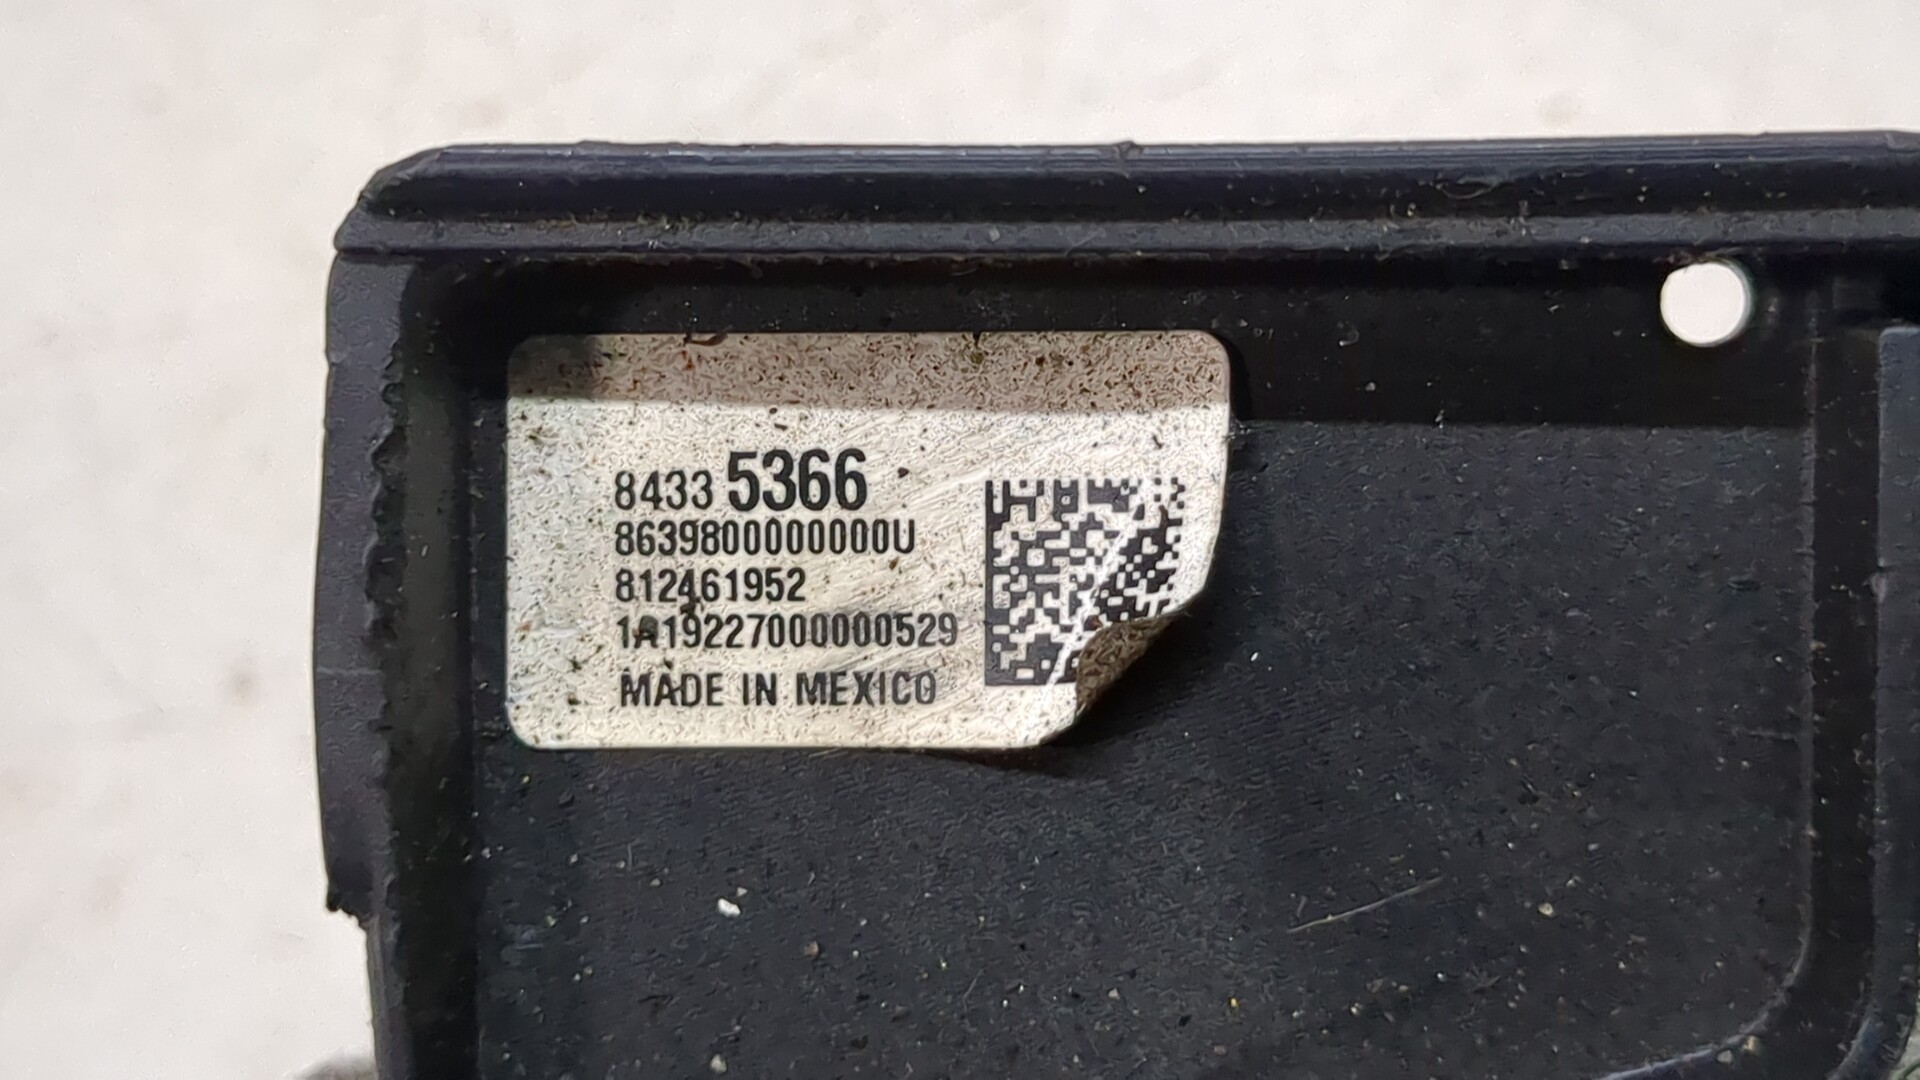 8433 5366
8639800000000U
812461952
1A19227000000529
MADE IN MEXICO